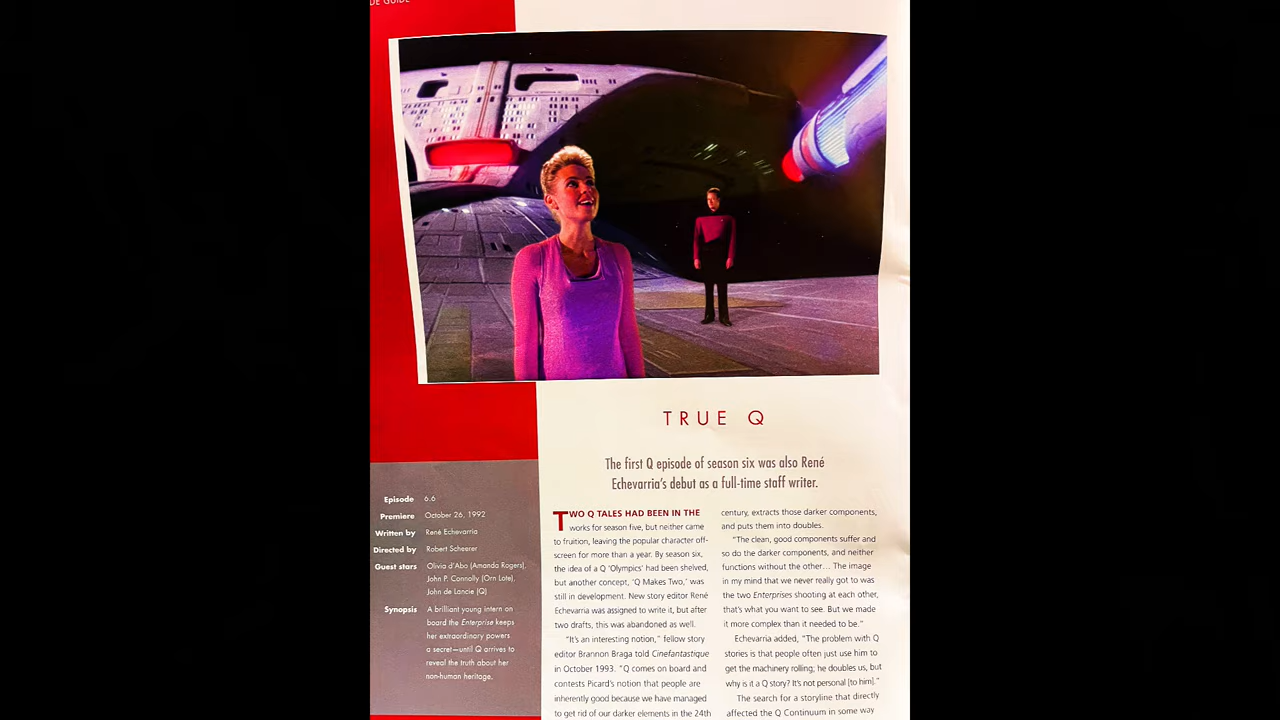 DE GUIDE
TRUE Q
The first Q episode of season six was also René
Echevarria's debut as a full-time staff writer.
Episode 6.6
Premiere October 26, 1992
Written by René Echevarria
Directed by Robert Scheerer
Guest stars Olivia d'Abo (Amanda Rogers),
John P. Connolly (Orn Lote),
John de Lancie (Q)
Synopsis A brilliant young intern on
board the Enterprise keeps
her extraordinary powers
a secret—until Q arrives to
reveal the truth about her
non-human heritage.
TWO Q TALES HAD BEEN IN THE
works for season five, but neither came
to fruition, leaving the popular character off-
screen for more than a year. By season six,
the idea of a Q 'Olympics' had been shelved,
but another concept, 'Q Makes Two,' was
still in development. New story editor René
Echevarria was assigned to write it, but after
two drafts, this was abandoned as well.
"It's an interesting notion," fellow story
editor Brannon Braga told Cinefantastique
in October 1993. "Q comes on board and
contests Picard's notion that people are
inherently good because we have managed
to get rid of our darker elements in the 24th
century, extracts those darker components,
and puts them into doubles.
"The clean, good components suffer and
so do the darker components, and neither
functions without the other... The image
in my mind that we never really got to was
the two Enterprises shooting at each other,
that's what you want to see. But we made
it more complex than it needed to be."
Echevarria added, "The problem with Q
stories is that people often just use him to
get the machinery rolling; he doubles us, but
why is it a Q story? It's not personal [to him]."
The search for a storyline that directly
affected the Q Continuum in some way